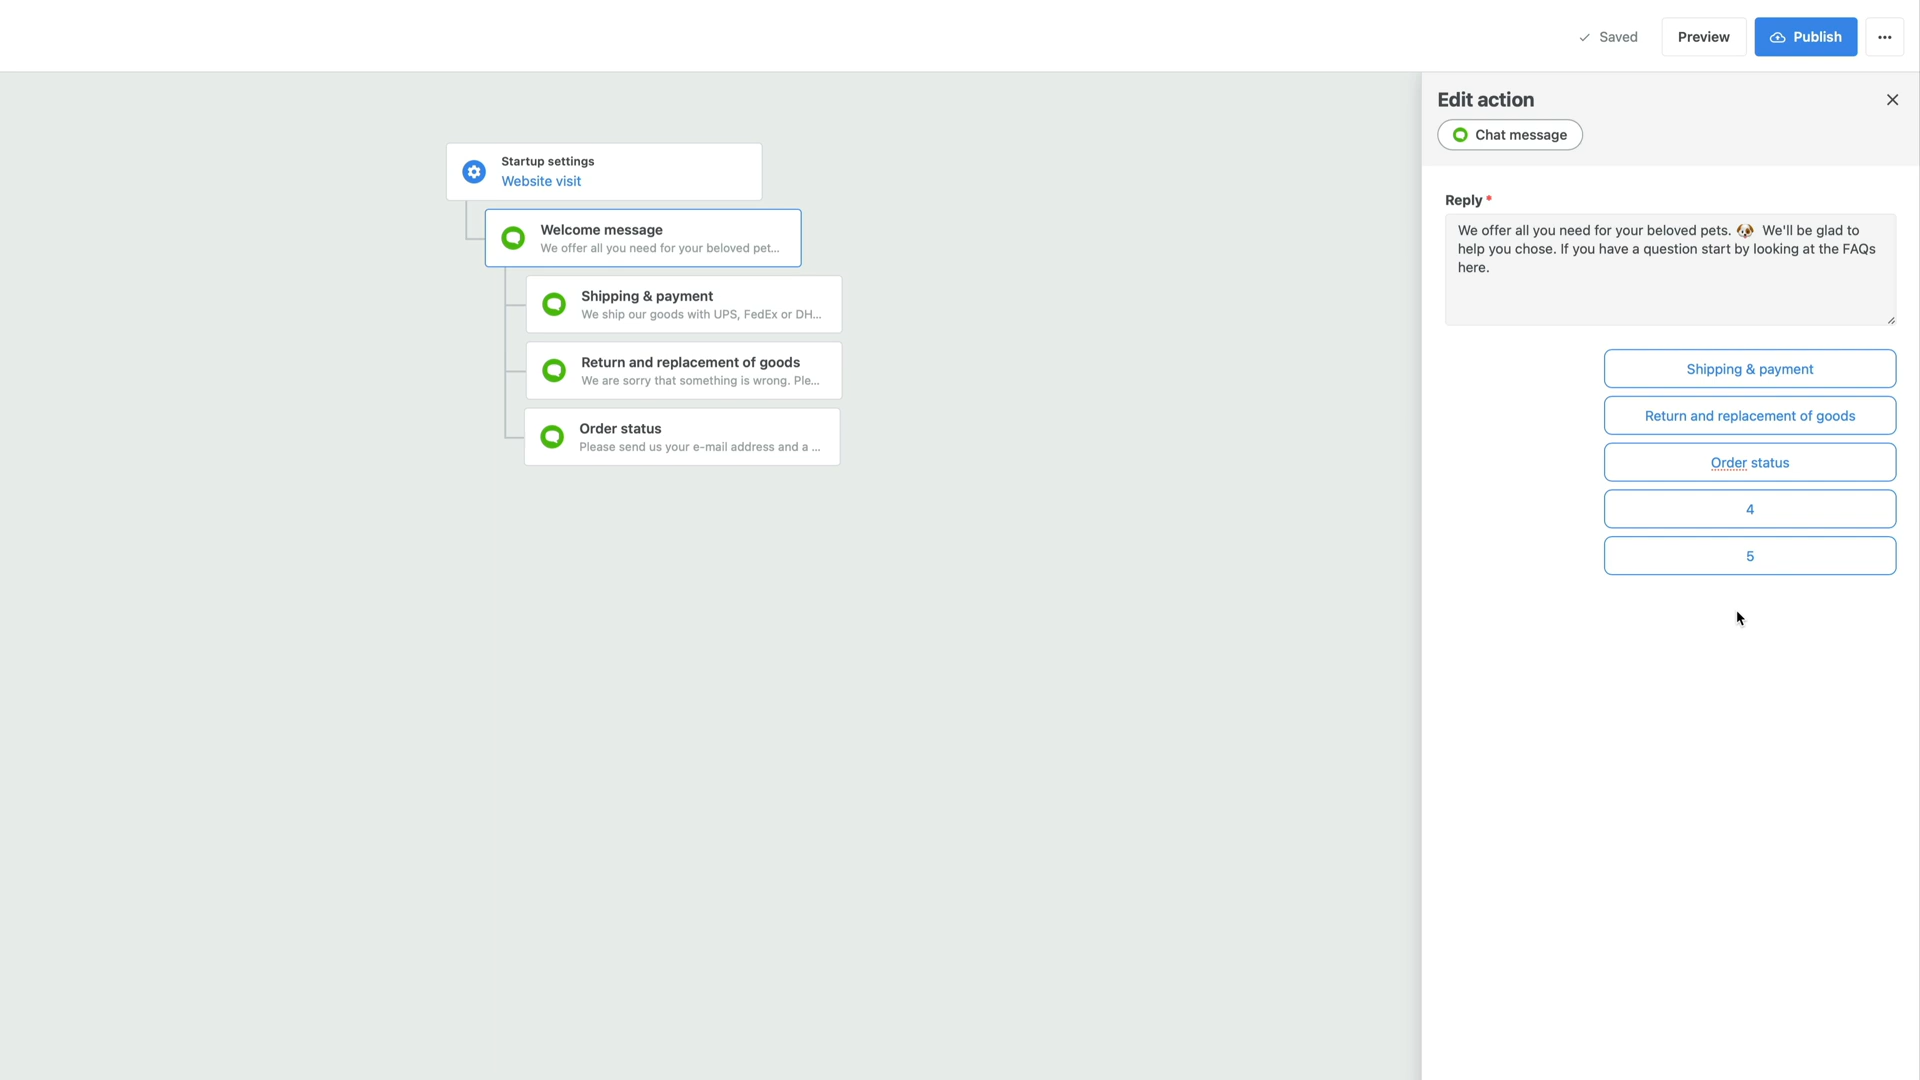 Saved
Preview
Publish
Edit action
Chat message
Startup settings
Website visit
Welcome message
We offer all you need for your beloved pet...
Shipping & payment
We ship our goods with UPS, FedEx or DH...
Return and replacement of goods
We are sorry that something is wrong. Ple...
Order status
Please send us your e-mail address and a ...
Reply *
We offer all you need for your beloved pets. 🐶 We'll be glad to
help you chose. If you have a question start by looking at the FAQs
here.
Shipping & payment
Return and replacement of goods
Order status
4
5